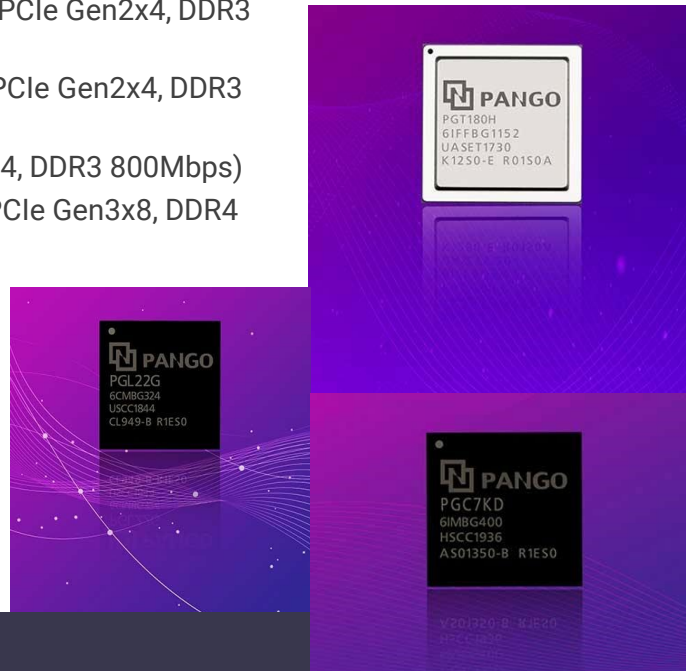 PCIe Gen2x4, DDR3
PCIe Gen2x4, DDR3
4, DDR3 800Mbps)
PCIe Gen3x8, DDR4
PANGO
PGT180H
6IFFBG1152
UASET1730
K12S0-E R01S0A
PANGO
PGL22G
6CMBG324
USCC1844
CL949-B R1ES0
PANGO
PGC7KD
6IMBG400
HSCC1936
AS01350-B R1ES0